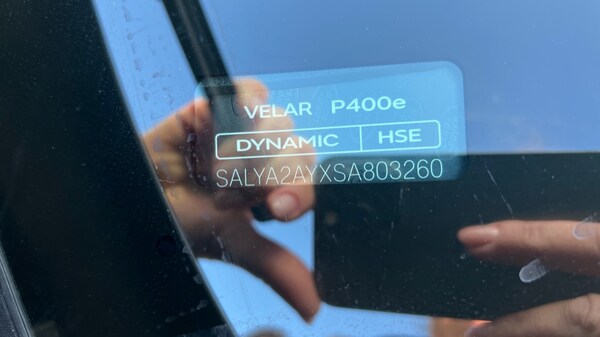 VELAR P400e
DYNAMIC HSE
SALYA2AYXSA803260